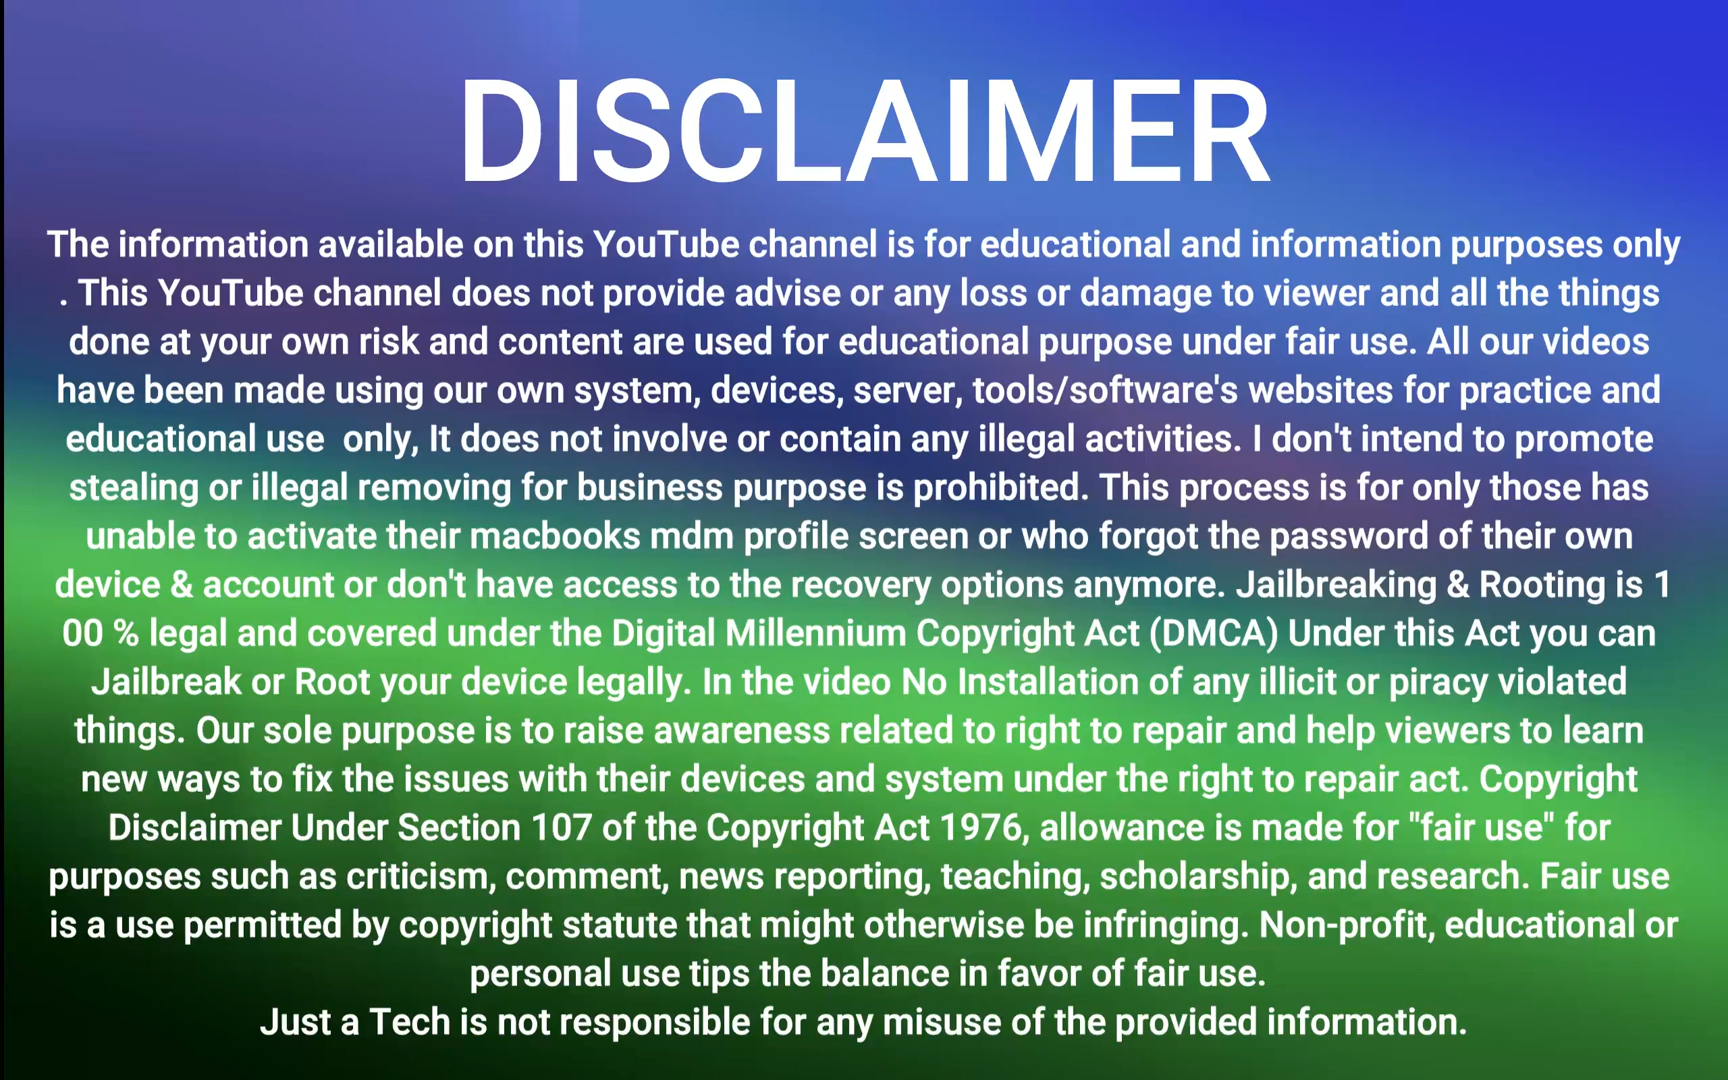 DISCLAIMER
The information available on this YouTube channel is for educational and information purposes only
. This YouTube channel does not provide advise or any loss or damage to viewer and all the things
done at your own risk and content are used for educational purpose under fair use. All our videos
have been made using our own system, devices, server, tools/software's websites for practice and
educational use  only, It does not involve or contain any illegal activities. I don't intend to promote
stealing or illegal removing for business purpose is prohibited. This process is for only those has
unable to activate their macbooks mdm profile screen or who forgot the password of their own
device & account or don't have access to the recovery options anymore. Jailbreaking & Rooting is 1
00 % legal and covered under the Digital Millennium Copyright Act (DMCA) Under this Act you can
Jailbreak or Root your device legally. In the video No Installation of any illicit or piracy violated
things. Our sole purpose is to raise awareness related to right to repair and help viewers to learn
new ways to fix the issues with their devices and system under the right to repair act. Copyright
Disclaimer Under Section 107 of the Copyright Act 1976, allowance is made for "fair use" for
purposes such as criticism, comment, news reporting, teaching, scholarship, and research. Fair use
is a use permitted by copyright statute that might otherwise be infringing. Non-profit, educational or
personal use tips the balance in favor of fair use.
Just a Tech is not responsible for any misuse of the provided information.